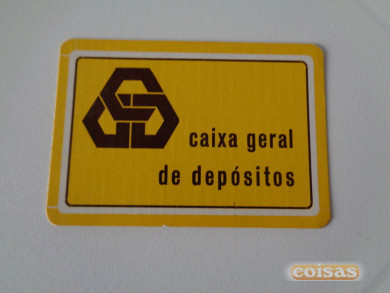 caixa geral
de depósitos
coisas